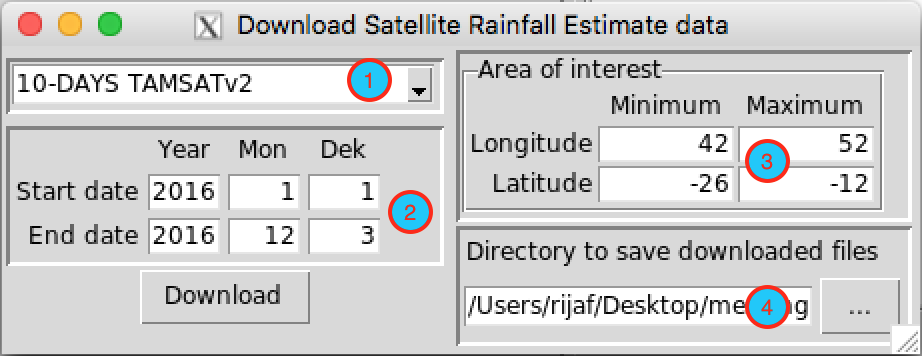 Download Satellite Rainfall Estimate data
10-DAYS TAMSATv2 1
Year Mon Dek
Start date 2016 1 1
End date 2016 12 3
2
Download
Area of interest
Minimum Maximum
Longitude 42 52
Latitude -26 -12
3
Directory to save downloaded files
/Users/rijaf/Desktop/me 4 g
...